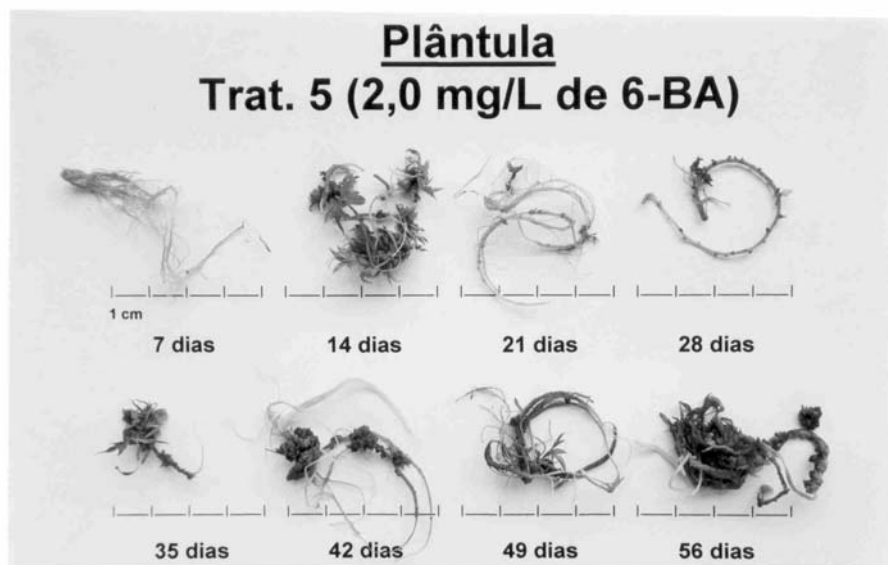 Plântula
Trat. 5 (2,0 mg/L de 6-BA)
1 cm
7 dias
14 dias
21 dias
28 dias
35 dias
42 dias
49 dias
56 dias